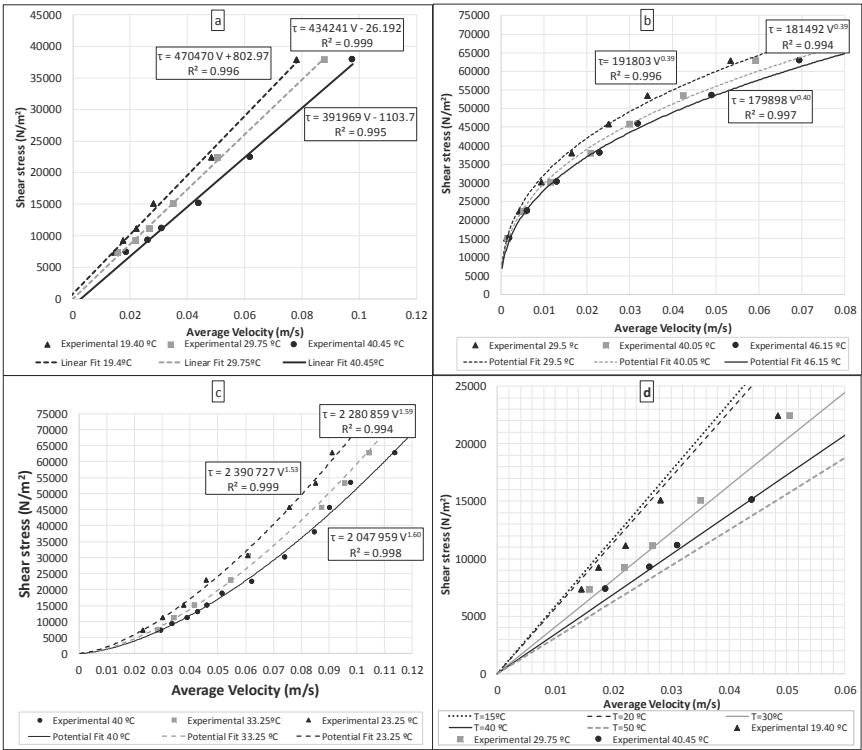 a
τ = 470470 V + 802.97
R² = 0.996
τ = 434241 V - 26.192
R² = 0.999
τ = 391969 V - 1103.7
R² = 0.995
Shear stress (N/m²)
45000
40000
35000
30000
25000
20000
15000
10000
5000
0
0 0.02 0.04 0.06 0.08 0.1 0.12
Average Velocity (m/s)
Experimental 19.40 ºC Experimental 29.75 ºC Experimental 40.45 ºC
Linear Fit 19.4ºC Linear Fit 29.75ºC Linear Fit 40.45ºC
b
τ = 191803 V^0.39
R² = 0.996
τ = 181492 V^0.39
R² = 0.994
τ = 179898 V^0.40
R² = 0.997
Shear stress (N/m²)
75000
70000
65000
60000
55000
50000
45000
40000
35000
30000
25000
20000
15000
10000
5000
0
0 0.01 0.02 0.03 0.04 0.05 0.06 0.07 0.08
Average Velocity (m/s)
Experimental 29.5 ºC Experimental 40.05 ºC Experimental 46.15 ºC
Potential Fit 29.5 ºC Potential Fit 40.05 ºC Potential Fit 46.15 ºC
c
τ = 2 280 859 V^1.59
R² = 0.994
τ = 2 390 727 V^1.53
R² = 0.999
τ = 2 047 959 V^1.60
R² = 0.998
Shear stress (N/m²)
75000
70000
65000
60000
55000
50000
45000
40000
35000
30000
25000
20000
15000
10000
5000
0
0 0.01 0.02 0.03 0.04 0.05 0.06 0.07 0.08 0.09 0.1 0.11 0.12
Average Velocity (m/s)
Experimental 40 ºC Experimental 33.25ºC Experimental 23.25 ºC
Potential Fit 40 ºC Potential Fit 33.25 ºC Potential Fit 23.25 ºC
d
Shear stress (N/m²)
25000
20000
15000
10000
5000
0
0 0.01 0.02 0.03 0.04 0.05 0.06
Average Velocity (m/s)
T=15ºC T=20 ºC T=30ºC
T=40 ºC T=50 ºC Experimental 19.40 ºC
Experimental 29.75 ºC Experimental 40.45 ºC